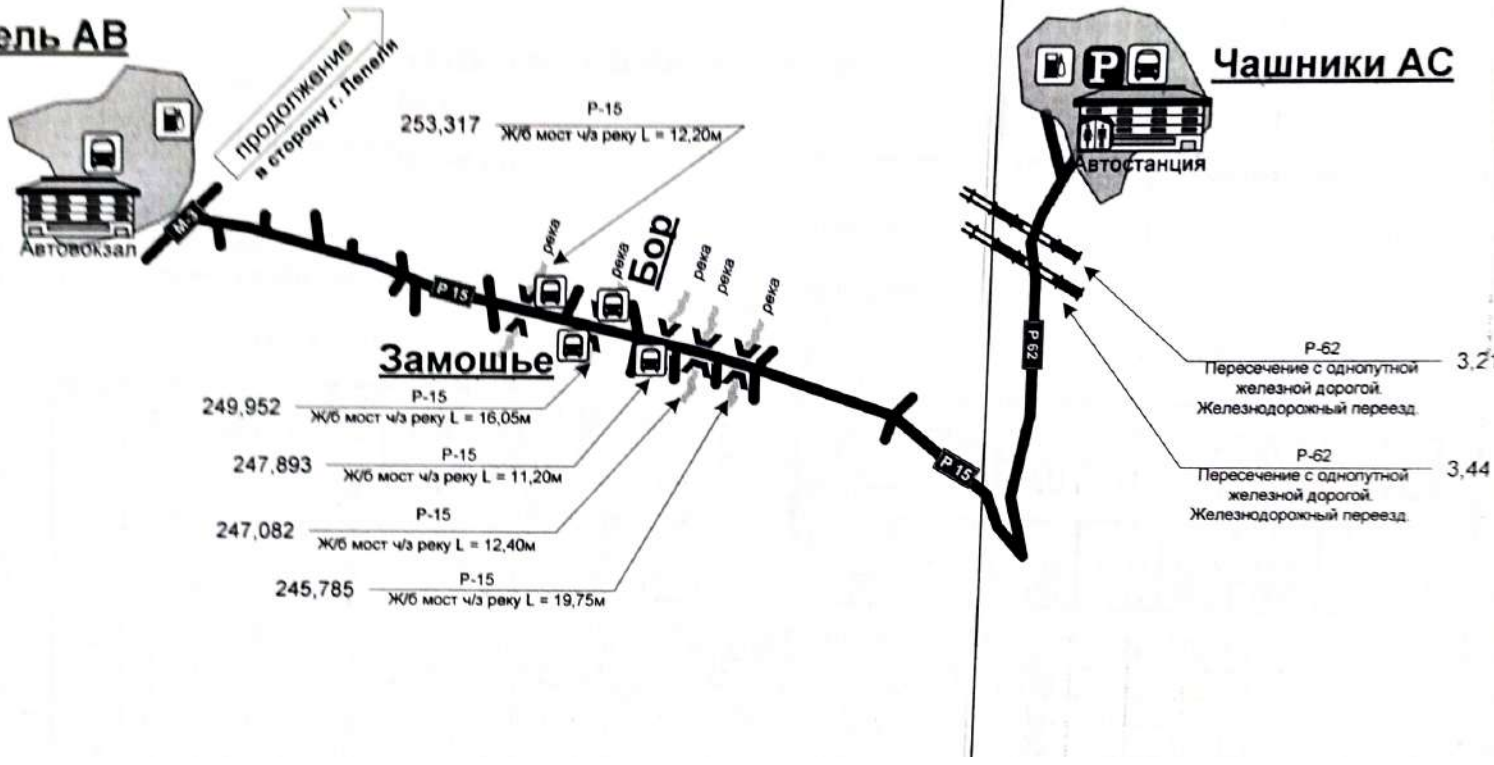 ель АВ
Автовокзал
продолжение
в сторону г. Лепеля
М-3
253,317
Р-15
Ж/б мост ч/з реку L = 12,20м
Р 15
река
река
Бор
река
река
река
Замошье
249,952
Р-15
Ж/б мост ч/з реку L = 16,05м
247,893
Р-15
Ж/б мост ч/з реку L = 11,20м
247,082
Р-15
Ж/б мост ч/з реку L = 12,40м
245,785
Р-15
Ж/б мост ч/з реку L = 19,75м
Р 15
P
Чашники АС
Автостанция
Р 62
Р-62
3,21
Пересечение с однопутной
железной дорогой.
Железнодорожный переезд.
Р-62
3,44
Пересечение с однопутной
железной дорогой.
Железнодорожный переезд.